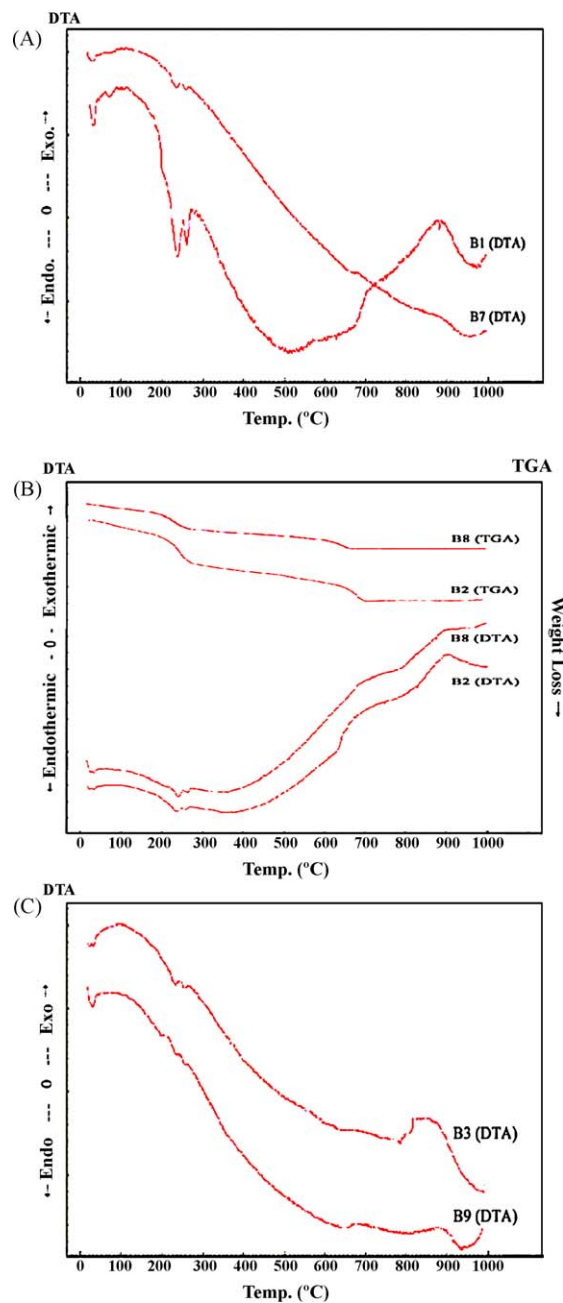 DTA
(A)
← Endo. --- 0 --- Exo. →
B1 (DTA)
B7 (DTA)
0 100 200 300 400 500 600 700 800 900 1000
Temp. (ºC)
DTA TGA
(B)
← Endothermic - 0 - Exothermic →
B8 (TGA)
B2 (TGA)
B8 (DTA)
B2 (DTA)
Weight Loss →
0 100 200 300 400 500 600 700 800 900 1000
Temp. (ºC)
DTA
(C)
← Endo --- 0 --- Exo →
B3 (DTA)
B9 (DTA)
0 100 200 300 400 500 600 700 800 900 1000
Temp. (ºC)